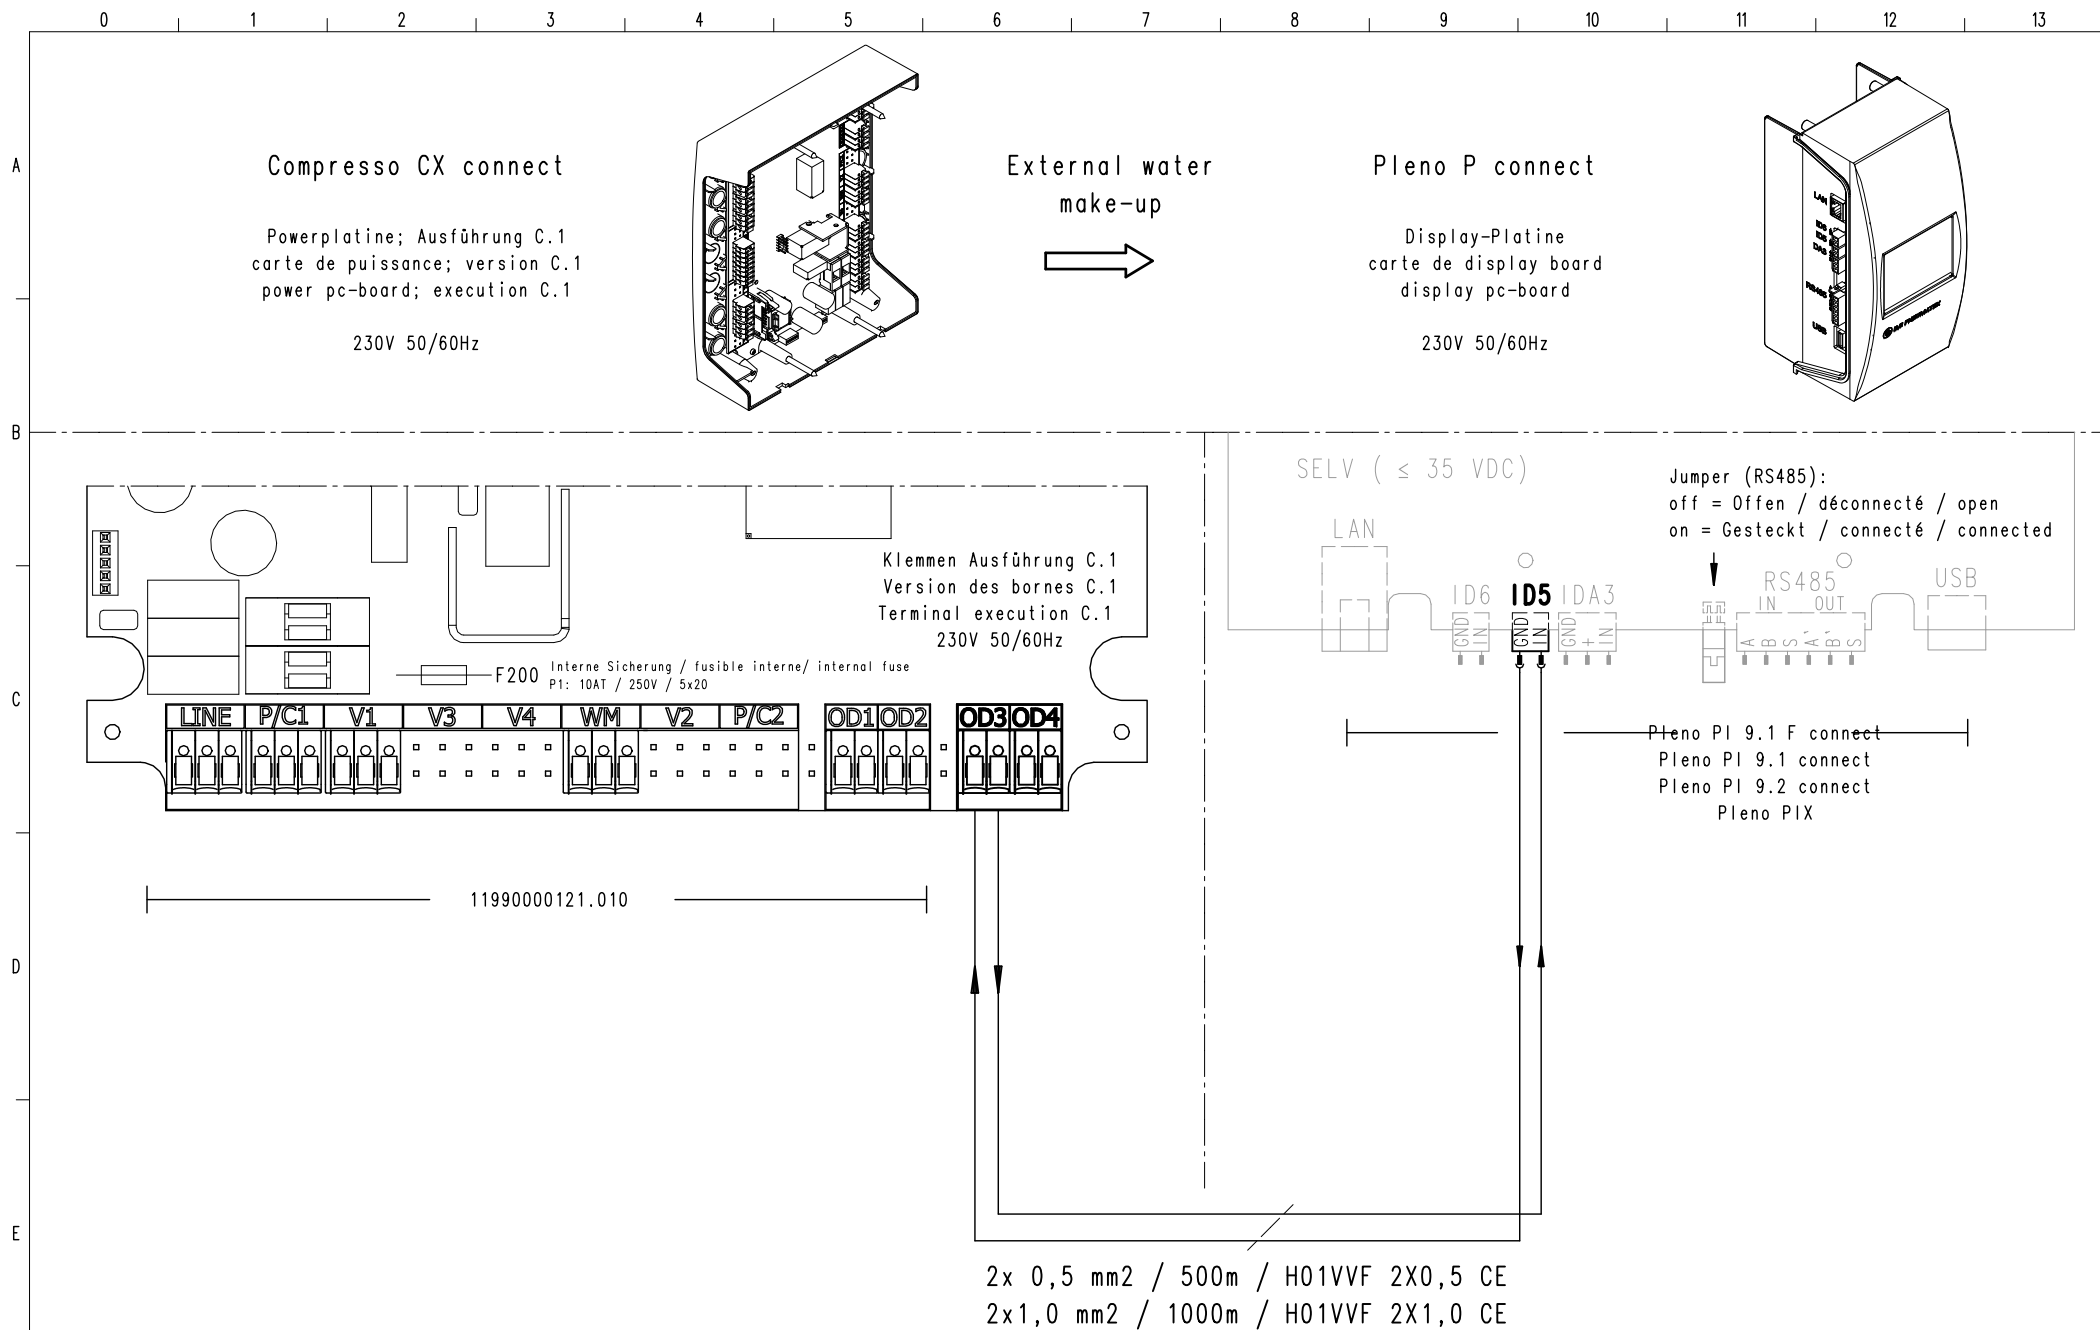 0 1 2 3 4 5 6 7 8 9 10 11 12 13
A
Compresso CX connect
Powerplatine; Ausführung C.1
carte de puissance; version C.1
power pc-board; execution C.1
230V 50/60Hz
External water
make-up
Pleno P connect
Display-Platine
carte de display board
display pc-board
230V 50/60Hz
LAN
ID6
ID5
RS485
USB
B
SELV ( ≤ 35 VDC)
Jumper (RS485):
off = Offen / déconnecté / open
on = Gesteckt / connecté / connected
LAN
ID6
ID5
IDA3
RS485
IN OUT
USB
GND
IN
GND
IN
GND
+
IN
A
B
S
A`
B`
S
Klemmen Ausführung C.1
Version des bornes C.1
Terminal execution C.1
230V 50/60Hz
F200
Interne Sicherung / fusible interne/ internal fuse
P1: 10AT / 250V / 5x20
C
LINE P/C1 V1 V3 V4 WM V2 P/C2 OD1 OD2 OD3 OD4
Pleno PI 9.1 F connect
Pleno PI 9.1 connect
Pleno PI 9.2 connect
Pleno PIX
11990000121.010
D
E
2x 0,5 mm2 / 500m / H01VVF 2X0,5 CE
2x1,0 mm2 / 1000m / H01VVF 2X1,0 CE